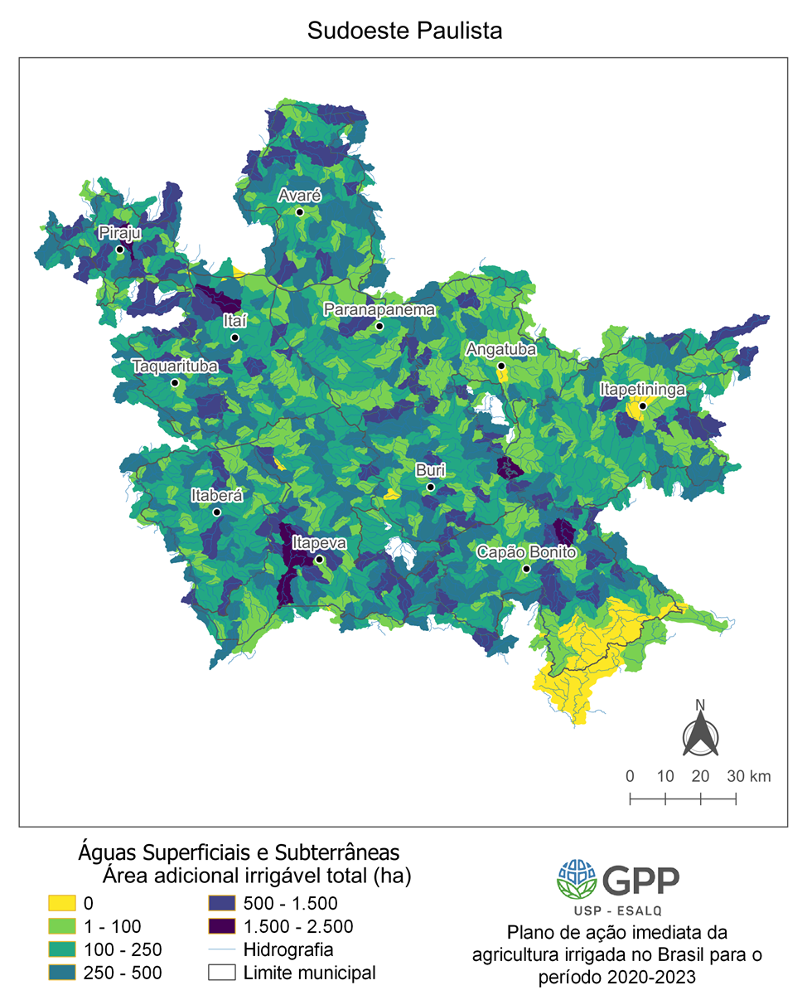 Sudoeste Paulista
Avaré
Piraju
Itaí
Paranapanema
Angatuba
Taquarituba
Itapetininga
Buri
Itaberá
Itapeva
Capão Bonito
N
0 10 20 30 km
Águas Superficiais e Subterrâneas
Área adicional irrigável total (ha)
0
1 - 100
100 - 250
250 - 500
500 - 1.500
1.500 - 2.500
Hidrografia
Limite municipal
GPP
USP - ESALQ
Plano de ação imediata da
agricultura irrigada no Brasil para o
período 2020-2023